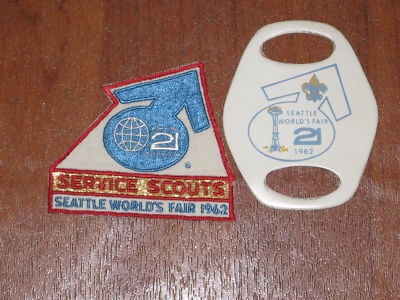 21
SERVICE SCOUTS
SEATTLE WORLD'S FAIR 1962
SEATTLE
WORLD'S FAIR
21
1962